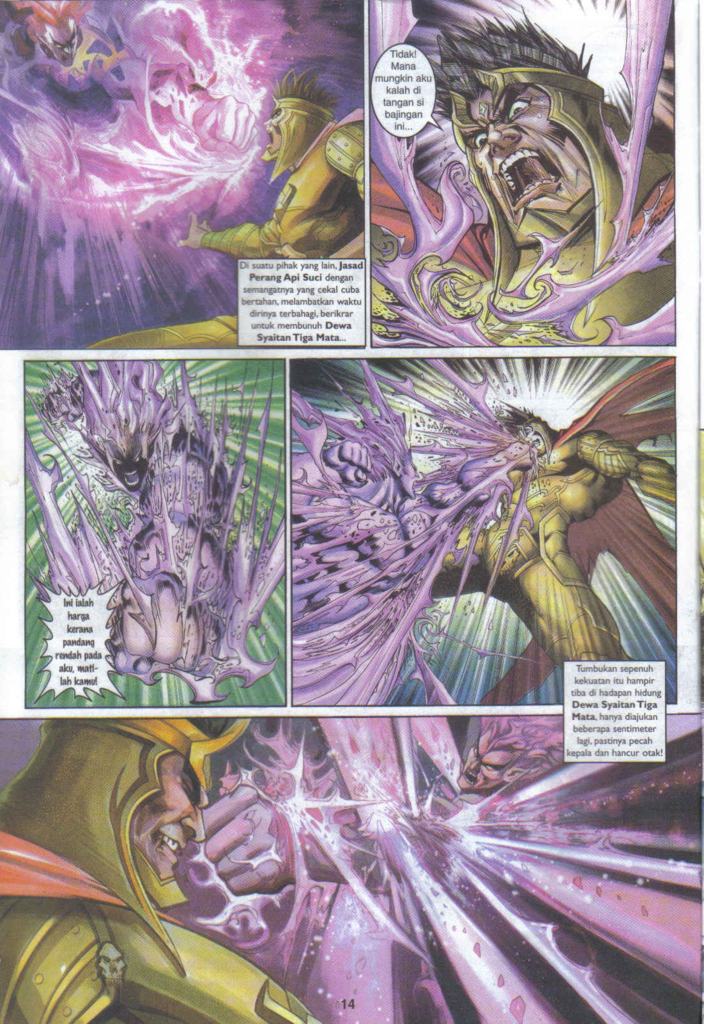 Di suatu pihak yang lain, Jasad
Perang Api Suci dengan
semangatnya yang cekal cuba
bertahan, melambatkan waktu
dirinya terbahagi, berikrar
untuk membunuh Dewa
Syaitan Tiga Mata...
Tidak!
Mana
mungkin aku
kalah di
tangan si
bajingan
ini...
Ini ialah
harga
kerana
pandang
rendah pada
aku, mati-
lah kamu!
Tumbukan sepenuh
kekuatan itu hampir
tiba di hadapan hidung
Dewa Syaitan Tiga
Mata, hanya diajukan
beberapa sentimeter
lagi, pastinya pecah
kepala dan hancur otak!
14